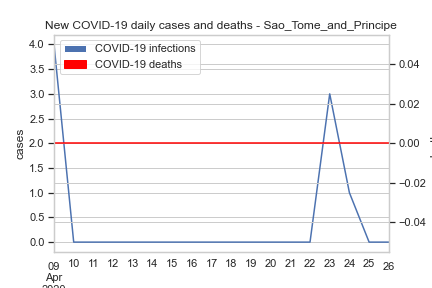 New COVID-19 daily cases and deaths - Sao_Tome_and_Principe
COVID-19 infections
COVID-19 deaths
cases
4.0
3.5
3.0
2.5
2.0
1.5
1.0
0.5
0.0
0.04
0.02
0.00
−0.02
−0.04
09 10 11 12 13 14 15 16 17 18 19 20 21 22 23 24 25 26
Apr